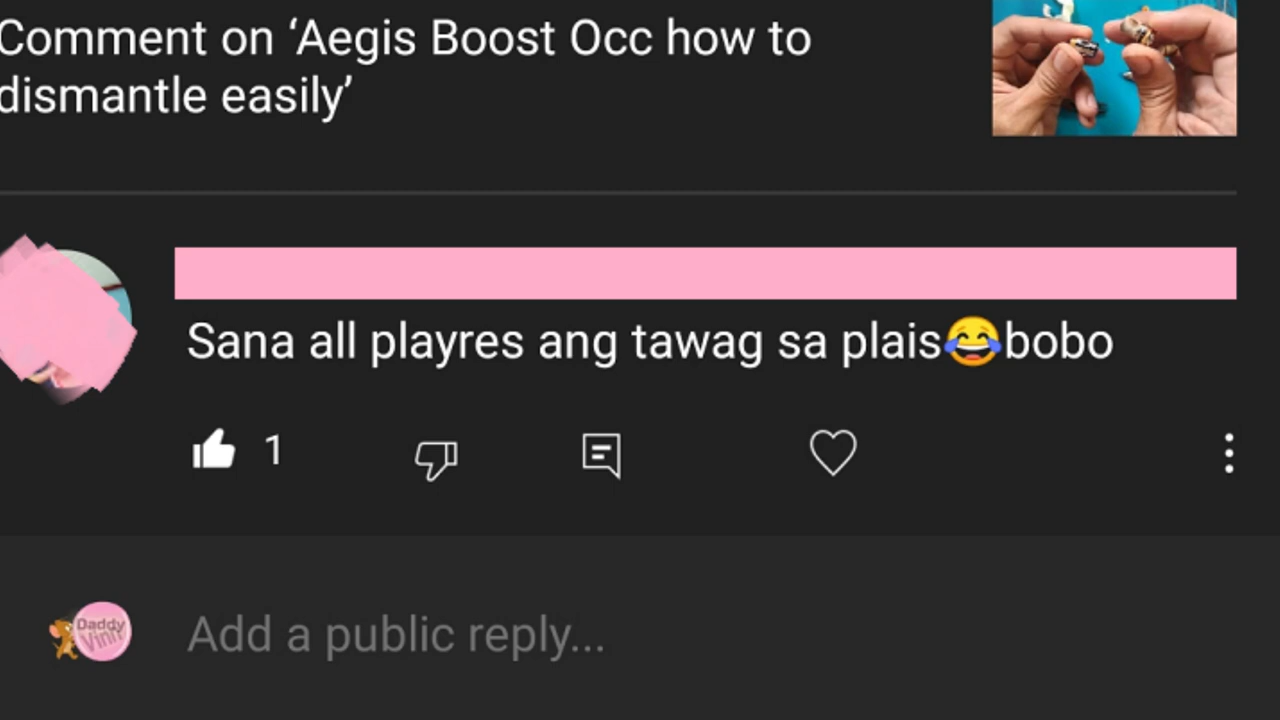 Comment on ‘Aegis Boost Occ how to
dismantle easily’
Sana all playres ang tawag sa plais😂bobo
1
Daddy
Vinn
Add a public reply...